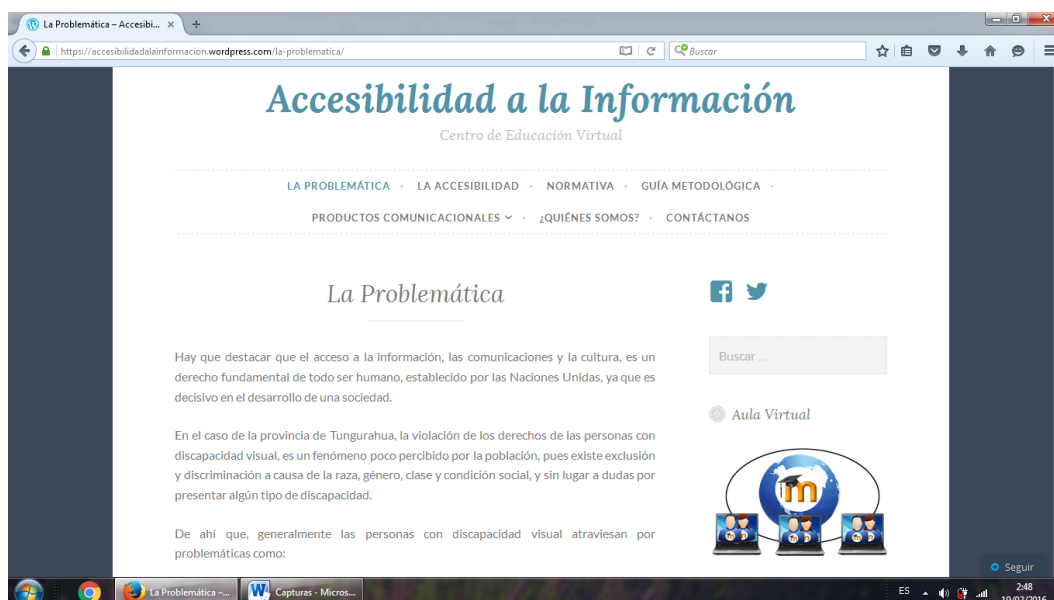 La Problemática – Accesibi...
https://accesibilidadalainformacion.wordpress.com/la-problematica/
Buscar
Accesibilidad a la Información
Centro de Educación Virtual
LA PROBLEMÁTICA · LA ACCESIBILIDAD · NORMATIVA · GUÍA METODOLÓGICA ·
PRODUCTOS COMUNICACIONALES · ¿QUIÉNES SOMOS? · CONTÁCTANOS
La Problemática
Hay que destacar que el acceso a la información, las comunicaciones y la cultura, es un
derecho fundamental de todo ser humano, establecido por las Naciones Unidas, ya que es
decisivo en el desarrollo de una sociedad.
En el caso de la provincia de Tungurahua, la violación de los derechos de las personas con
discapacidad visual, es un fenómeno poco percibido por la población, pues existe exclusión
y discriminación a causa de la raza, género, clase y condición social, y sin lugar a dudas por
presentar algún tipo de discapacidad.
De ahí que, generalmente las personas con discapacidad visual atraviesan por
problemáticas como:
Buscar ...
Aula Virtual
m
Seguir
La Problemática –...
Capturas - Micros...
ES
2:48
19/02/2016